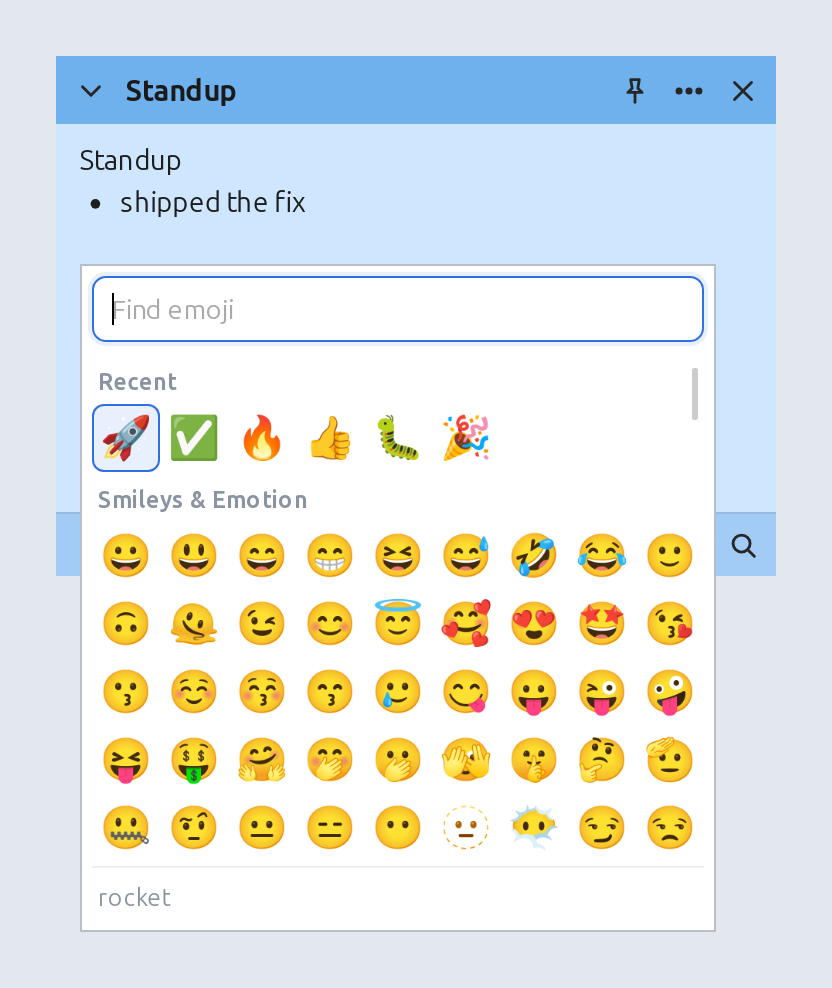 Standup
Standup
• shipped the fix
Find emoji
Recent
Smileys & Emotion
rocket